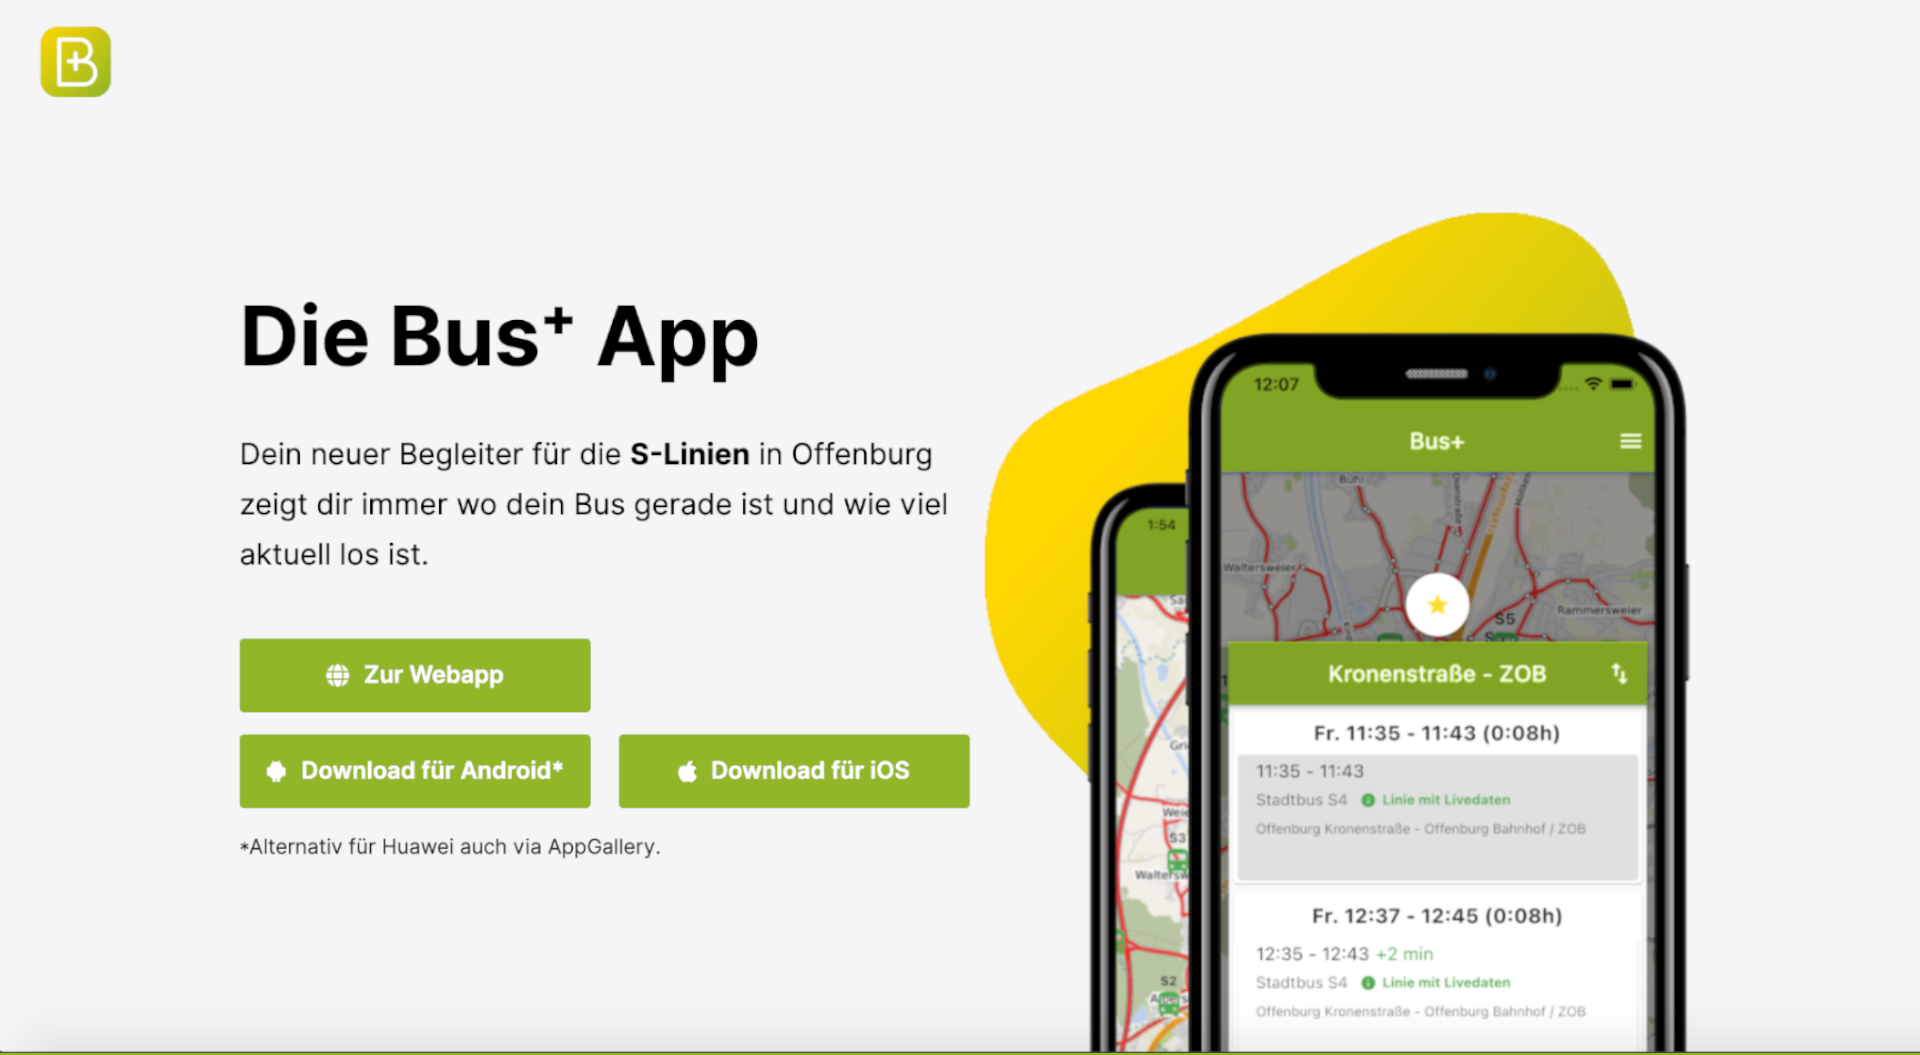 B+
Die Bus⁺ App
Dein neuer Begleiter für die S-Linien in Offenburg
zeigt dir immer wo dein Bus gerade ist und wie viel
aktuell los ist.
Zur Webapp
Download für Android*
Download für iOS
*Alternativ für Huawei auch via AppGallery.
1:54
S3
S2
12:07
Bus+
Bühl
Waltersweier
Rammersweier
S5
Kronenstraße - ZOB
Fr. 11:35 - 11:43 (0:08h)
11:35 - 11:43
Stadtbus S4 Linie mit Livedaten
Offenburg Kronenstraße - Offenburg Bahnhof / ZOB
Fr. 12:37 - 12:45 (0:08h)
12:35 - 12:43 +2 min
Stadtbus S4 Linie mit Livedaten
Offenburg Kronenstraße - Offenburg Bahnhof / ZOB